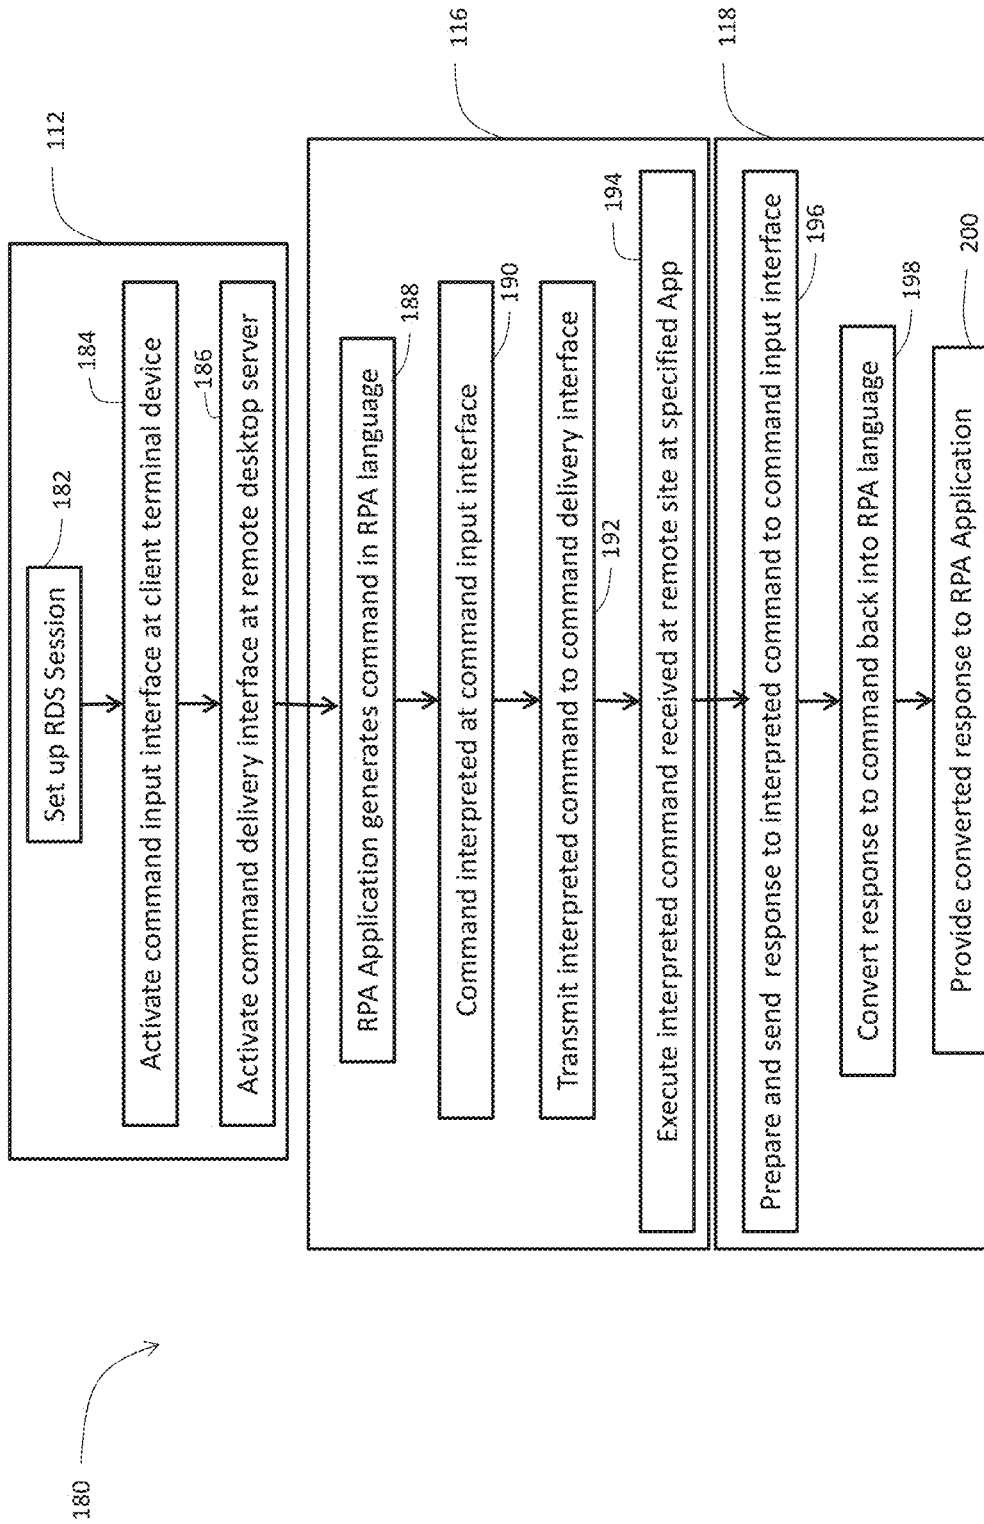 180
112
Set up RDS Session
182
Activate command input interface at client terminal device
184
Activate command delivery interface at remote desktop server
186
116
RPA Application generates command in RPA language
188
Command interpreted at command input interface
190
Transmit interpreted command to command delivery interface
192
Execute interpreted command received at remote site at specified App
194
118
Prepare and send response to interpreted command to command input interface
196
Convert response to command back into RPA language
198
Provide converted response to RPA Application
200